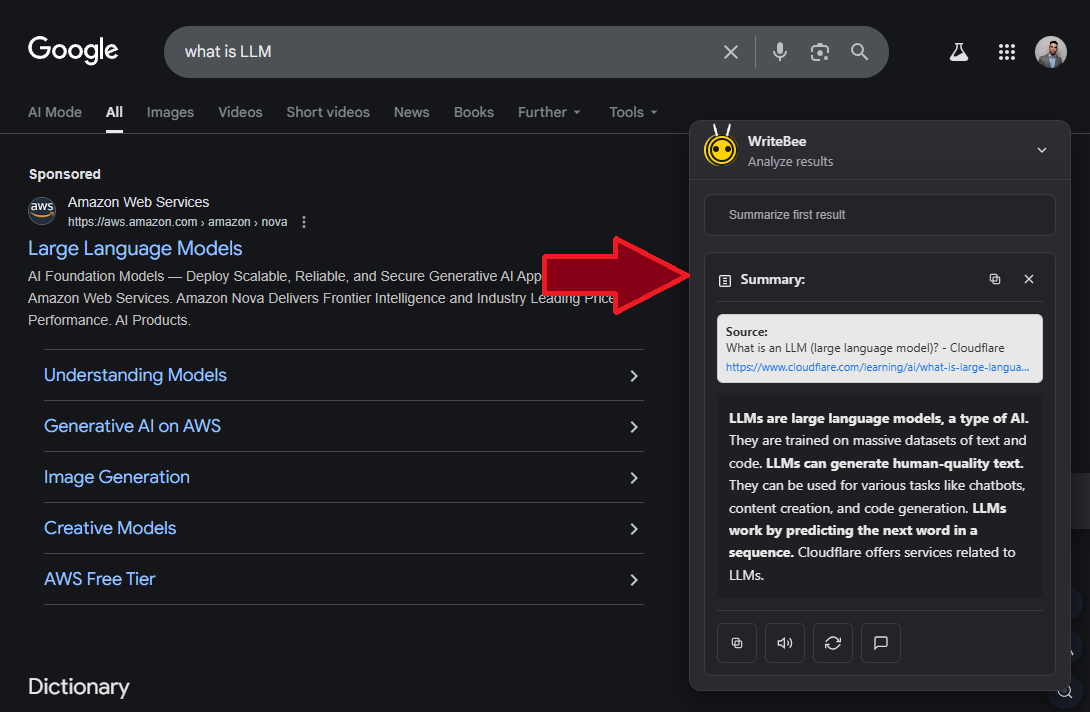 Google
what is LLM
AI Mode
All
Images
Videos
Short videos
News
Books
Further
Tools
Sponsored
aws
Amazon Web Services
https://aws.amazon.com › amazon › nova
Large Language Models
AI Foundation Models — Deploy Scalable, Reliable, and Secure Generative AI App
Amazon Web Services. Amazon Nova Delivers Frontier Intelligence and Industry Leading Price
Performance. AI Products.
Understanding Models
Generative AI on AWS
Image Generation
Creative Models
AWS Free Tier
Dictionary
WriteBee
Analyze results
Summarize first result
Summary:
Source:
What is an LLM (large language model)? - Cloudflare
https://www.cloudflare.com/learning/ai/what-is-large-langua...
LLMs are large language models, a type of AI.
They are trained on massive datasets of text and
code. LLMs can generate human-quality text.
They can be used for various tasks like chatbots,
content creation, and code generation. LLMs
work by predicting the next word in a
sequence. Cloudflare offers services related to
LLMs.